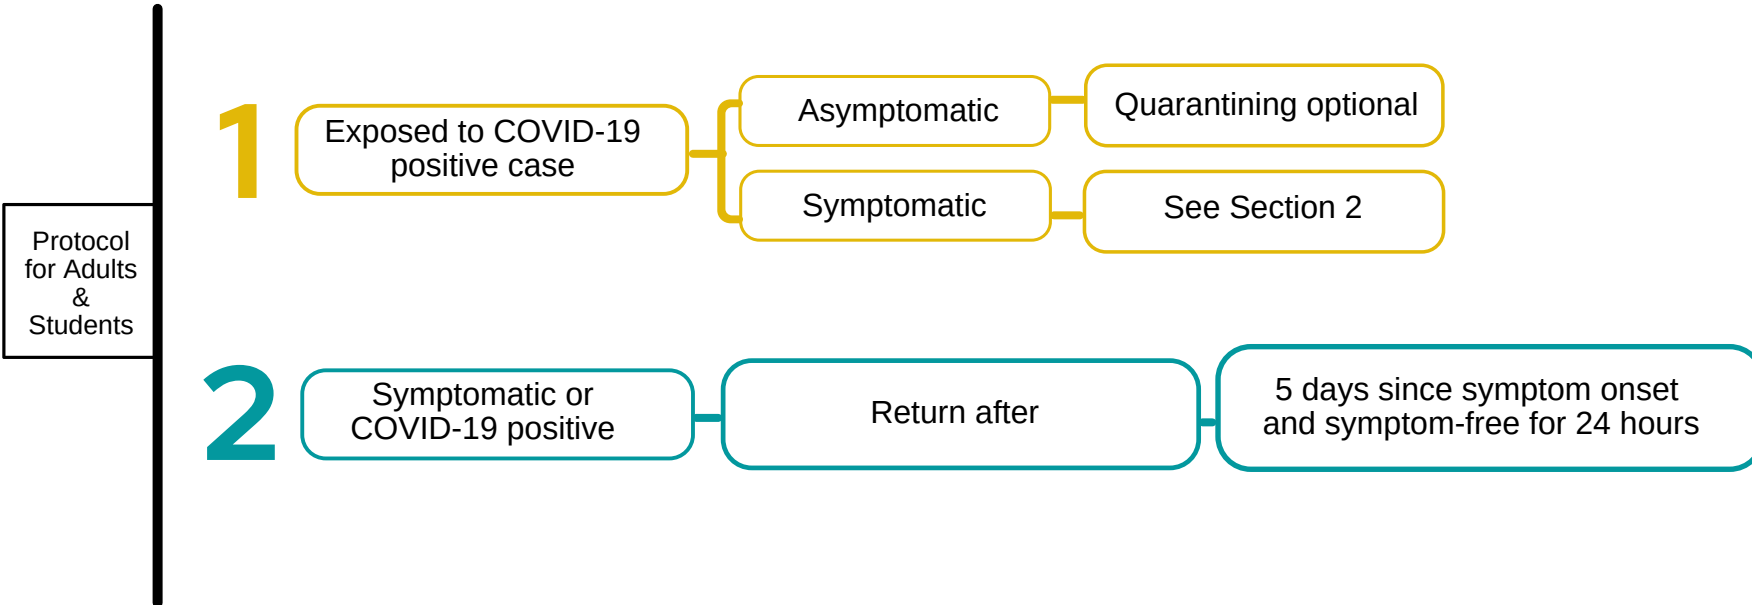 Protocol
for Adults
&
Students
1
Exposed to COVID-19
positive case
Asymptomatic
Quarantining optional
Symptomatic
See Section 2
2
Symptomatic or
COVID-19 positive
Return after
5 days since symptom onset
and symptom-free for 24 hours